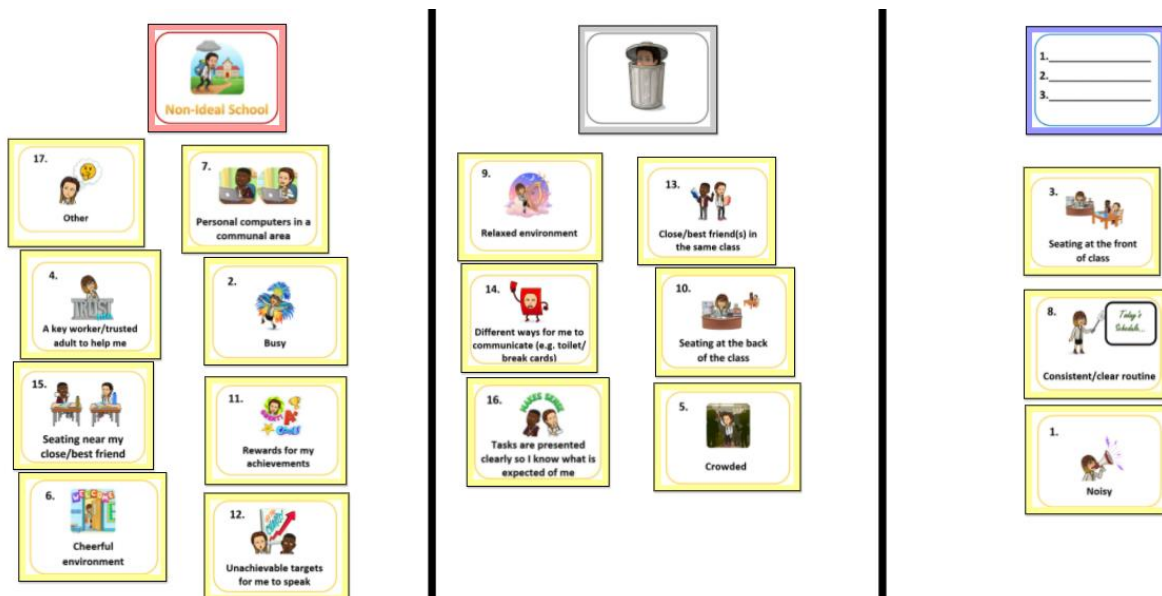 Non-Ideal School
17.
Other
7.
Personal computers in a
communal area
4.
TRUST
A key worker/trusted
adult to help me
2.
Busy
15.
Seating near my
close/best friend
11.
Rewards for my
achievements
6.
WELCOME
Cheerful
environment
12.
Unachievable targets
for me to speak
9.
Relaxed environment
13.
Close/best friend(s) in
the same class
14.
Different ways for me to
communicate (e.g. toilet/
break cards)
10.
Seating at the back
of the class
16.
MAKES SENSE
Tasks are presented
clearly so I know what is
expected of me
5.
Crowded
1.
2.
3.
3.
Seating at the front
of class
8.
Today's
Schedule...
Consistent/clear routine
1.
Noisy